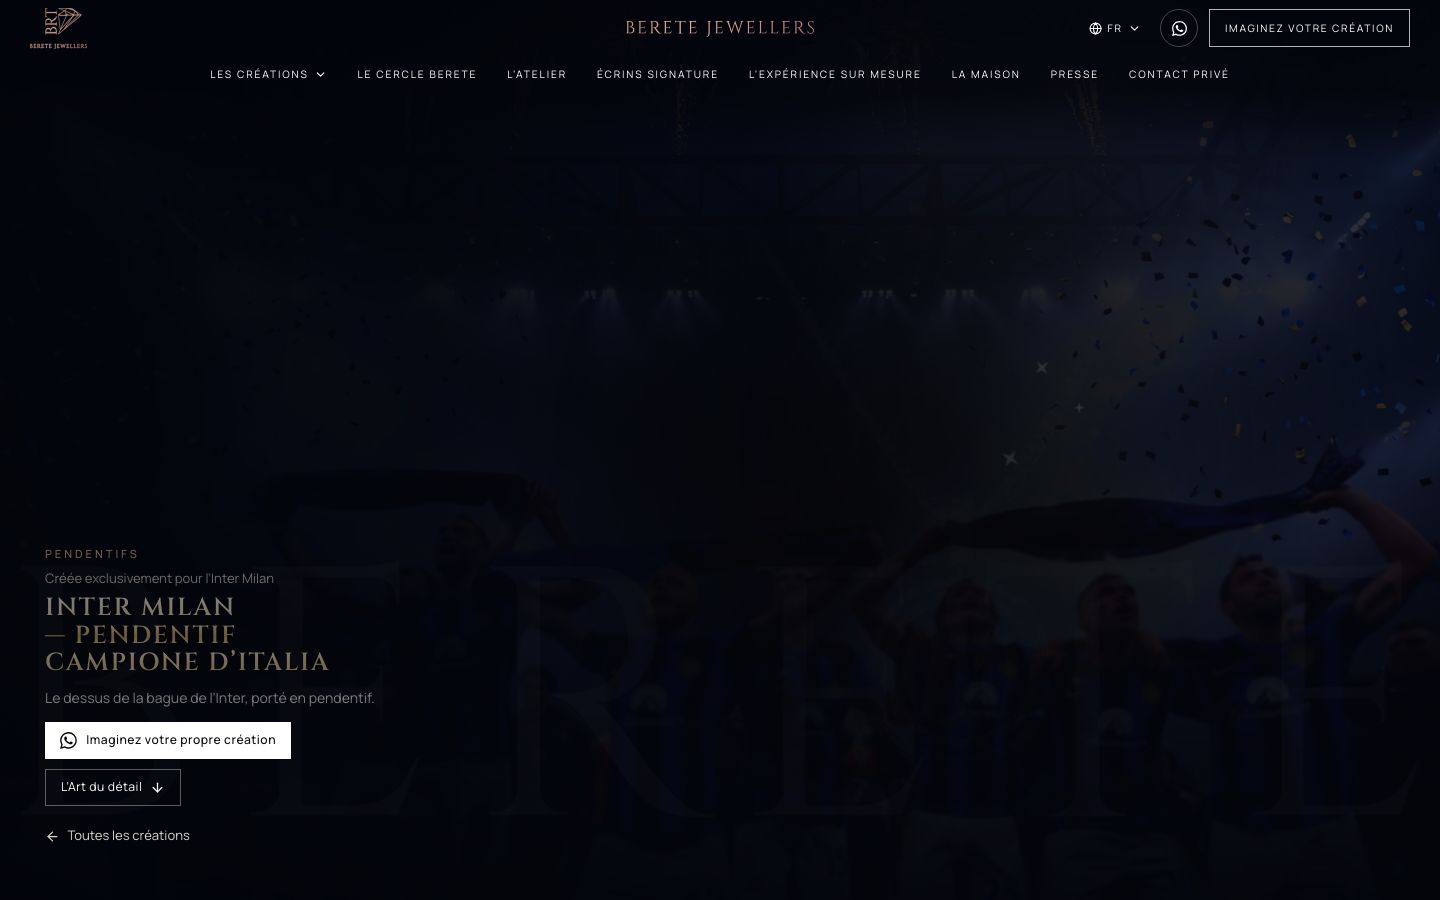 BRT
BERETE JEWELLERS
BERETE JEWELLERS
FR
IMAGINEZ VOTRE CRÉATION
LES CRÉATIONS
LE CERCLE BERETE
L'ATELIER
ÉCRINS SIGNATURE
L'EXPÉRIENCE SUR MESURE
LA MAISON
PRESSE
CONTACT PRIVÉ
PENDENTIFS
Créée exclusivement pour l'Inter Milan
INTER MILAN
— PENDENTIF
CAMPIONE D’ITALIA
Le dessus de la bague de l'Inter, porté en pendentif.
Imaginez votre propre création
L'Art du détail
Toutes les créations
BERETE